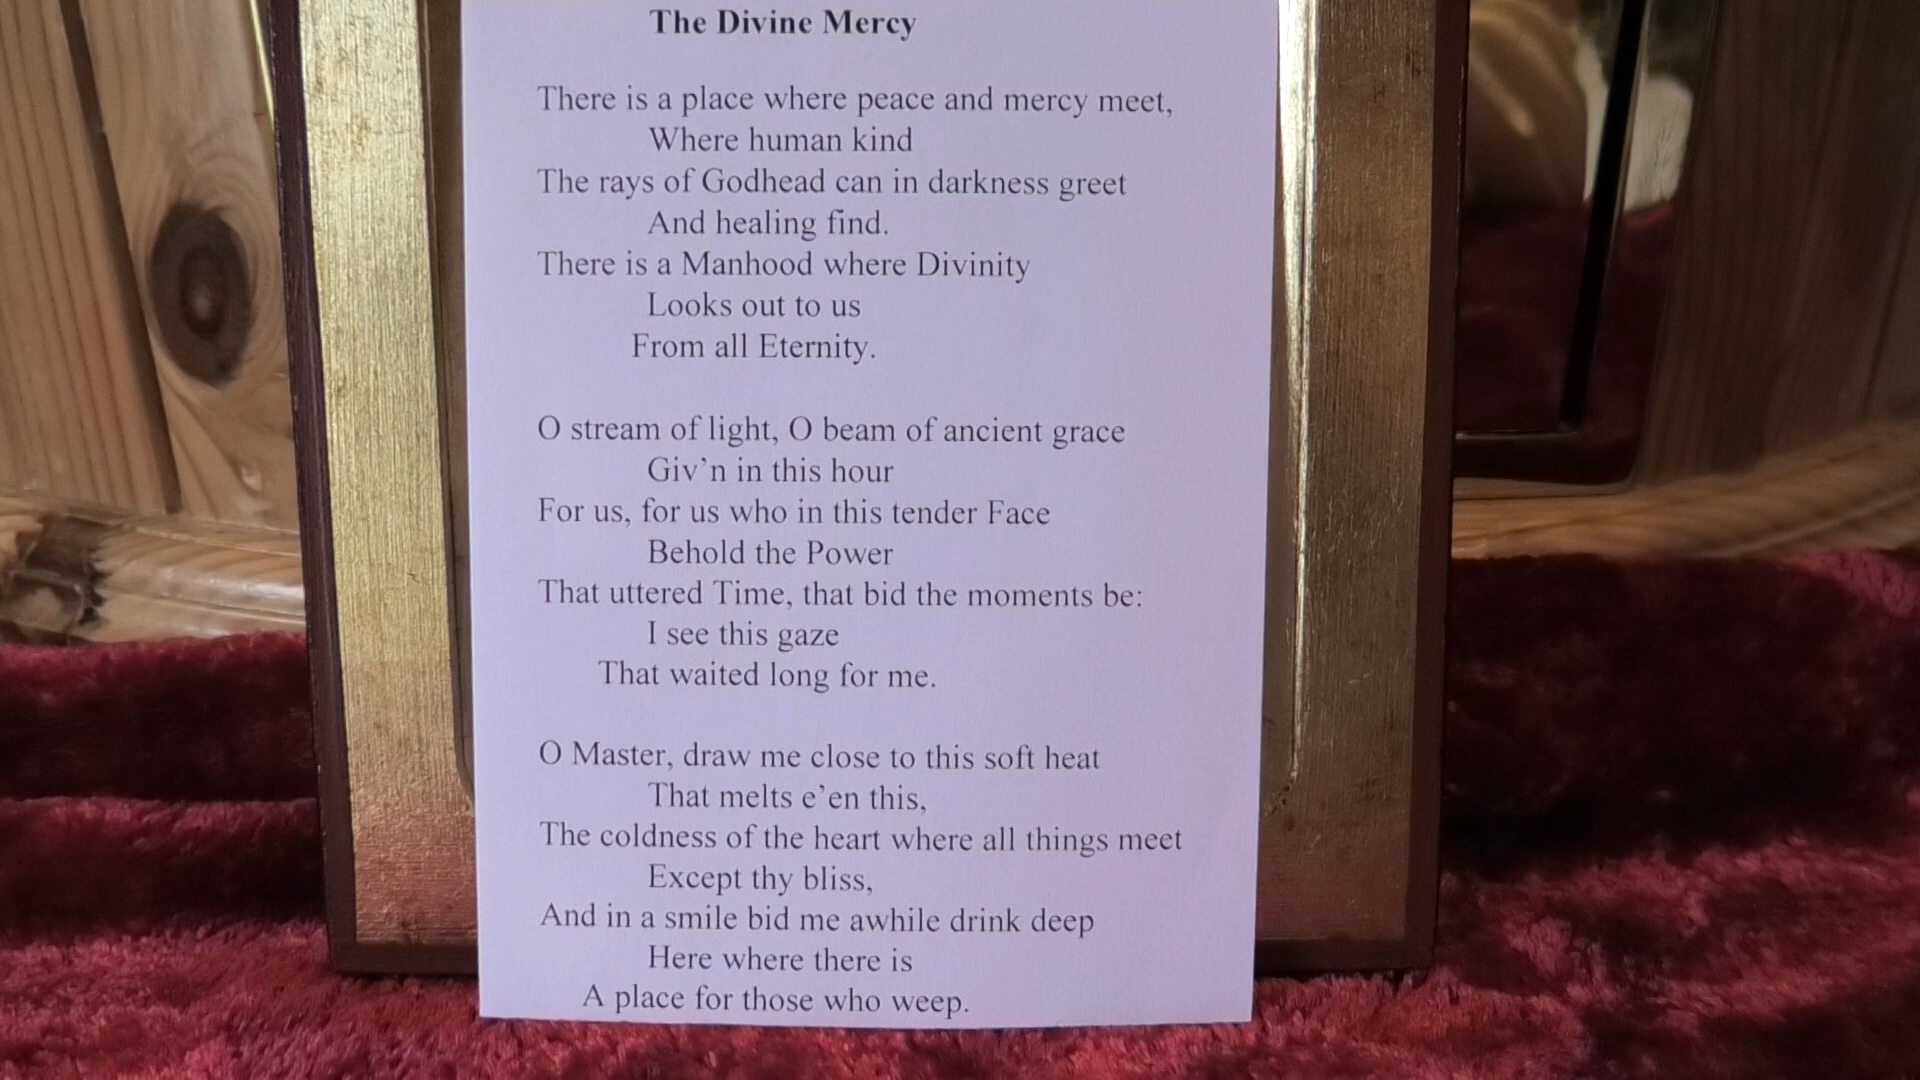 The Divine Mercy
There is a place where peace and mercy meet,
Where human kind
The rays of Godhead can in darkness greet
And healing find.
There is a Manhood where Divinity
Looks out to us
From all Eternity.
O stream of light, O beam of ancient grace
Giv’n in this hour
For us, for us who in this tender Face
Behold the Power
That uttered Time, that bid the moments be:
I see this gaze
That waited long for me.
O Master, draw me close to this soft heat
That melts e’en this,
The coldness of the heart where all things meet
Except thy bliss,
And in a smile bid me awhile drink deep
Here where there is
A place for those who weep.